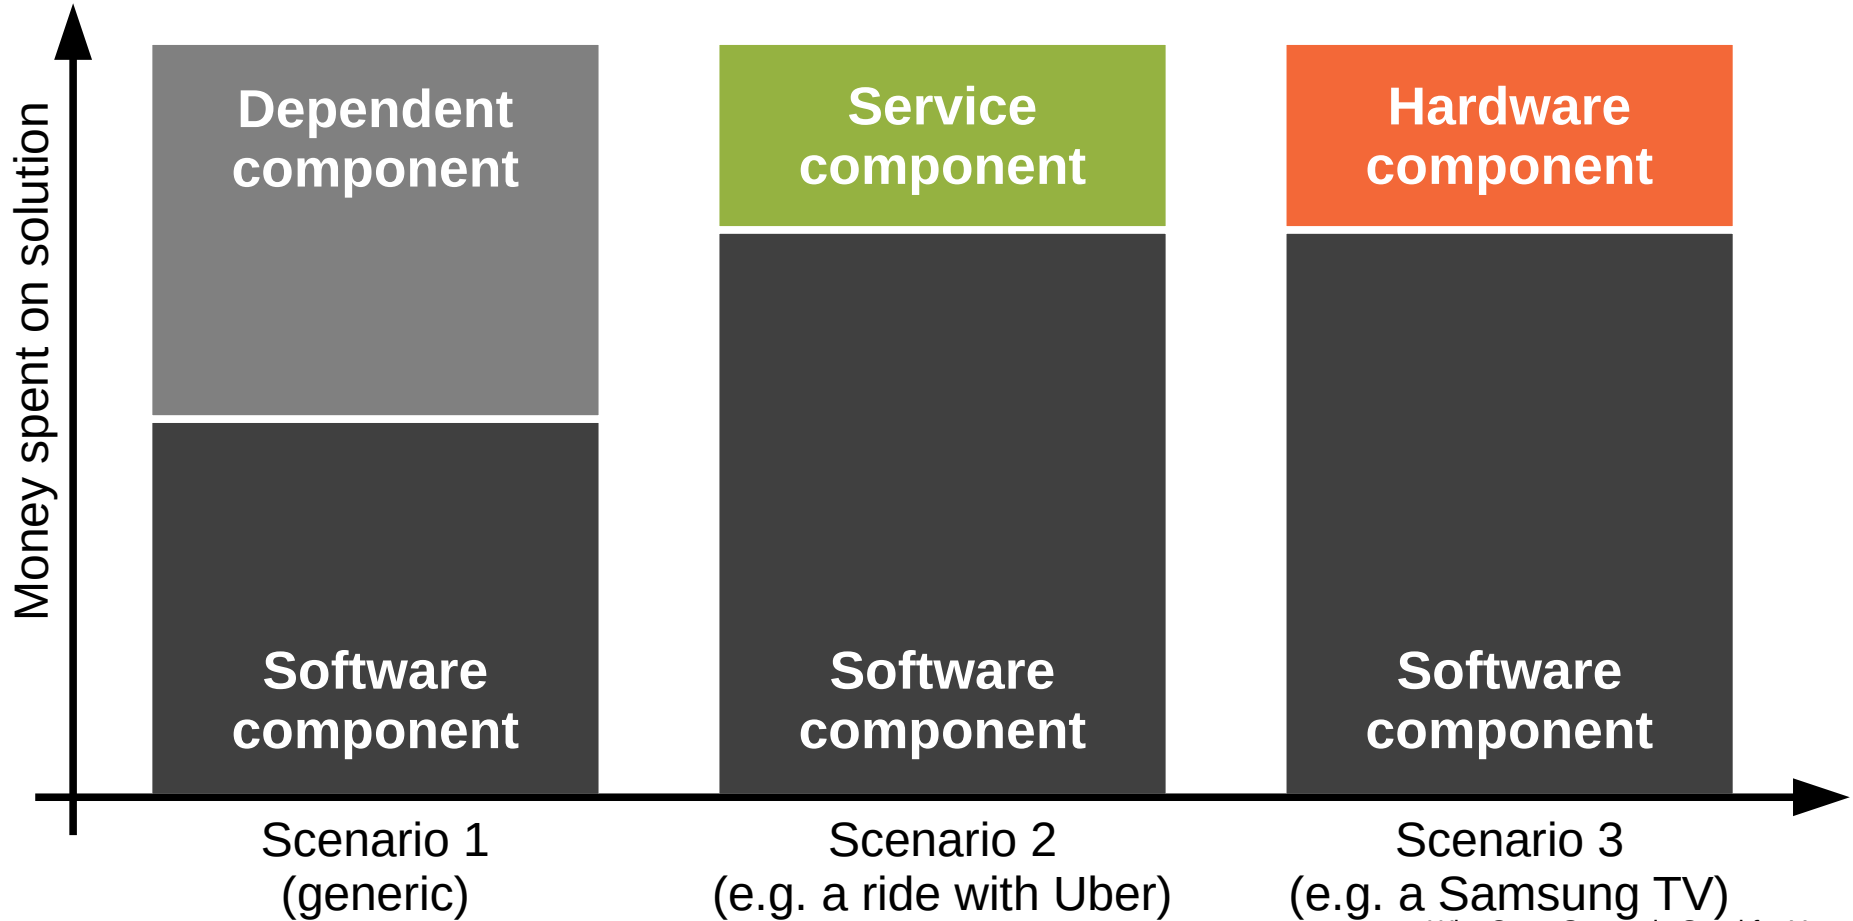 Money spent on solution
Dependent
component
Software
component
Service
component
Software
component
Hardware
component
Software
component
Scenario 1
(generic)
Scenario 2
(e.g. a ride with Uber)
Scenario 3
(e.g. a Samsung TV)